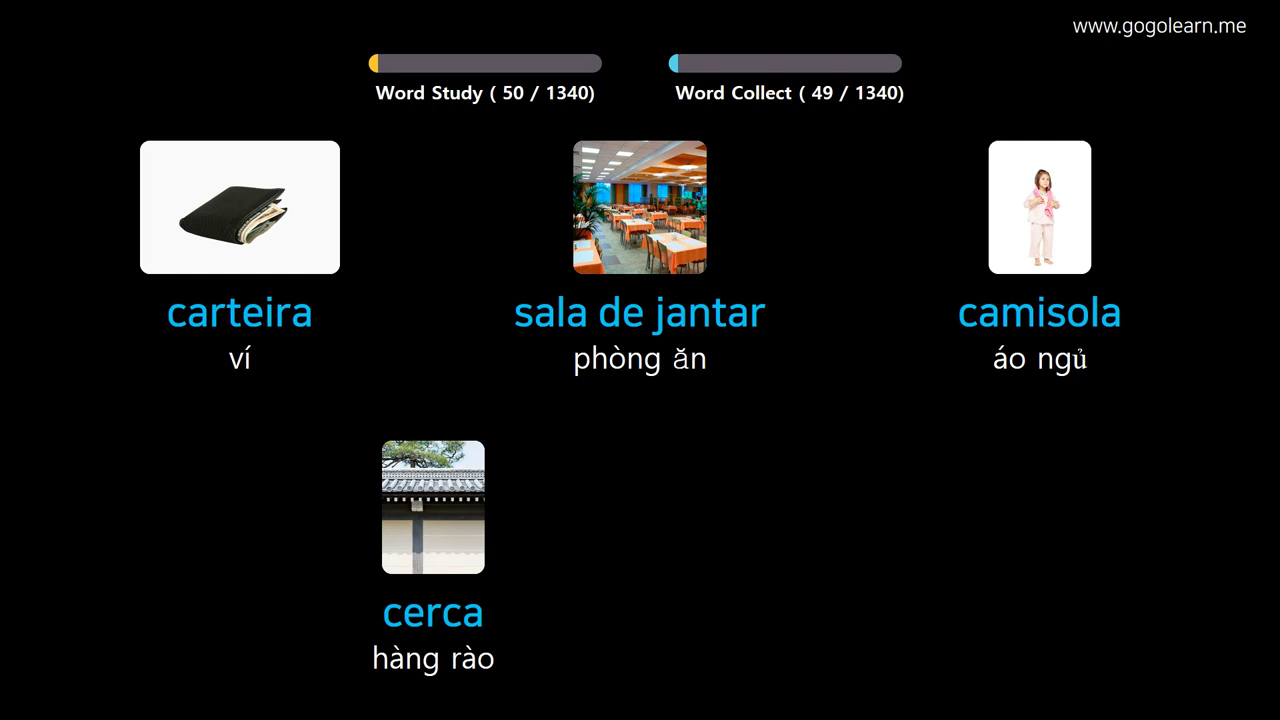 www.gogolearn.me
Word Study ( 50 / 1340)
Word Collect ( 49 / 1340)
carteira
ví
sala de jantar
phòng ăn
camisola
áo ngủ
cerca
hàng rào